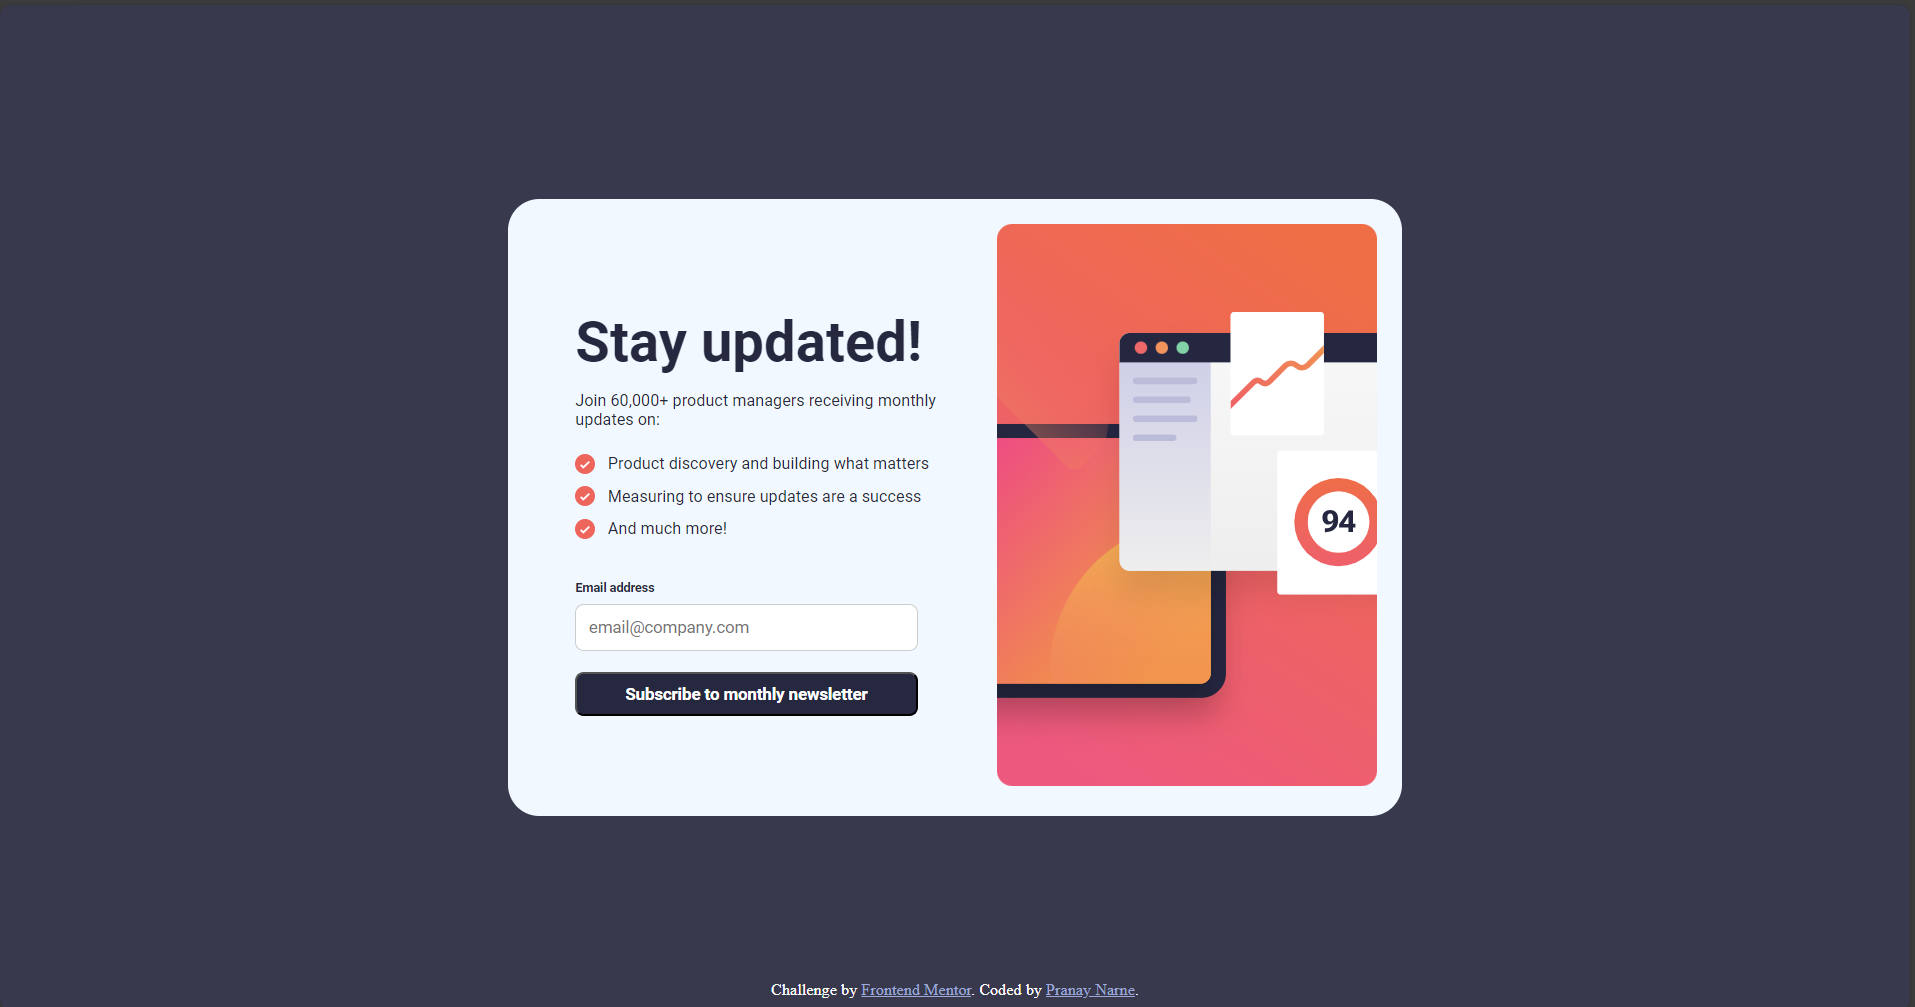 Stay updated!
Join 60,000+ product managers receiving monthly
updates on:
Product discovery and building what matters
Measuring to ensure updates are a success
And much more!
Email address
email@company.com
Subscribe to monthly newsletter
94
Challenge by Frontend Mentor. Coded by Pranay Narne.